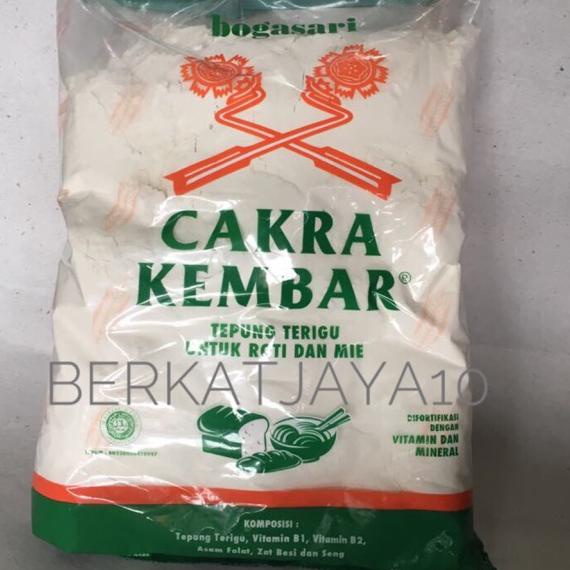 bogasari
CAKRA
KEMBAR®
TEPUNG TERIGU
UNTUK ROTI DAN MIE
BERKATJAYA10
DIFORTIFIKASI
DENGAN
VITAMIN DAN
MINERAL
KOMPOSISI :
Tepung Terigu, Vitamin B1, Vitamin B2,
Asam Folat, Zat Besi dan Seng